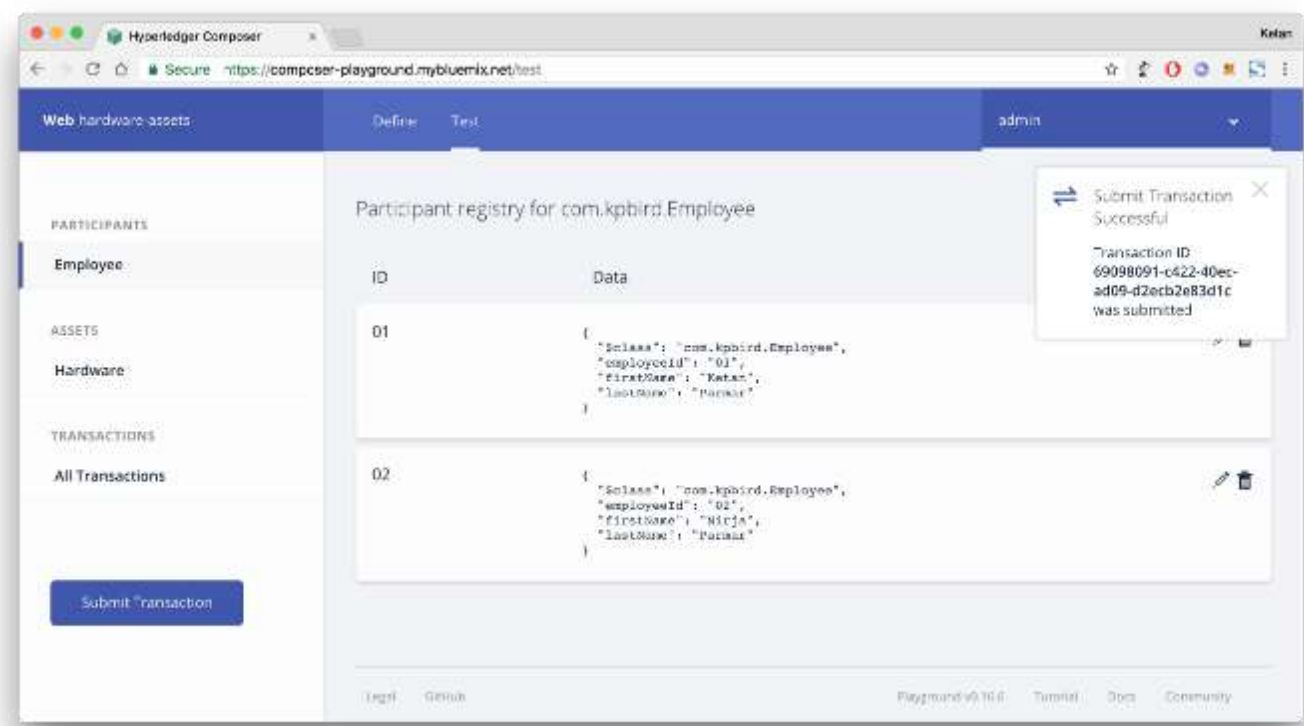 Hyperledger Composer
Ketan
Secure https://composer-playground.mybluemix.net/test
Web hardware-assets
Define Test
admin
Submit Transaction
Successful
Transaction ID
69098091-c422-40ec-
ad09-d2ecb2e83d1c
was submitted
PARTICIPANTS
Employee
ASSETS
Hardware
TRANSACTIONS
All Transactions
Submit Transaction
Participant registry for com.kpbird.Employee
ID Data
01
{
"$class": "com.kpbird.Employee",
"employeeId": "01",
"firstName": "Ketan",
"lastName": "Parmar"
}
02
{
"$class": "com.kpbird.Employee",
"employeeId": "02",
"firstName": "Nirja",
"lastName": "Parmar"
}
Legal GitHub
Playground Tutorial Docs Community